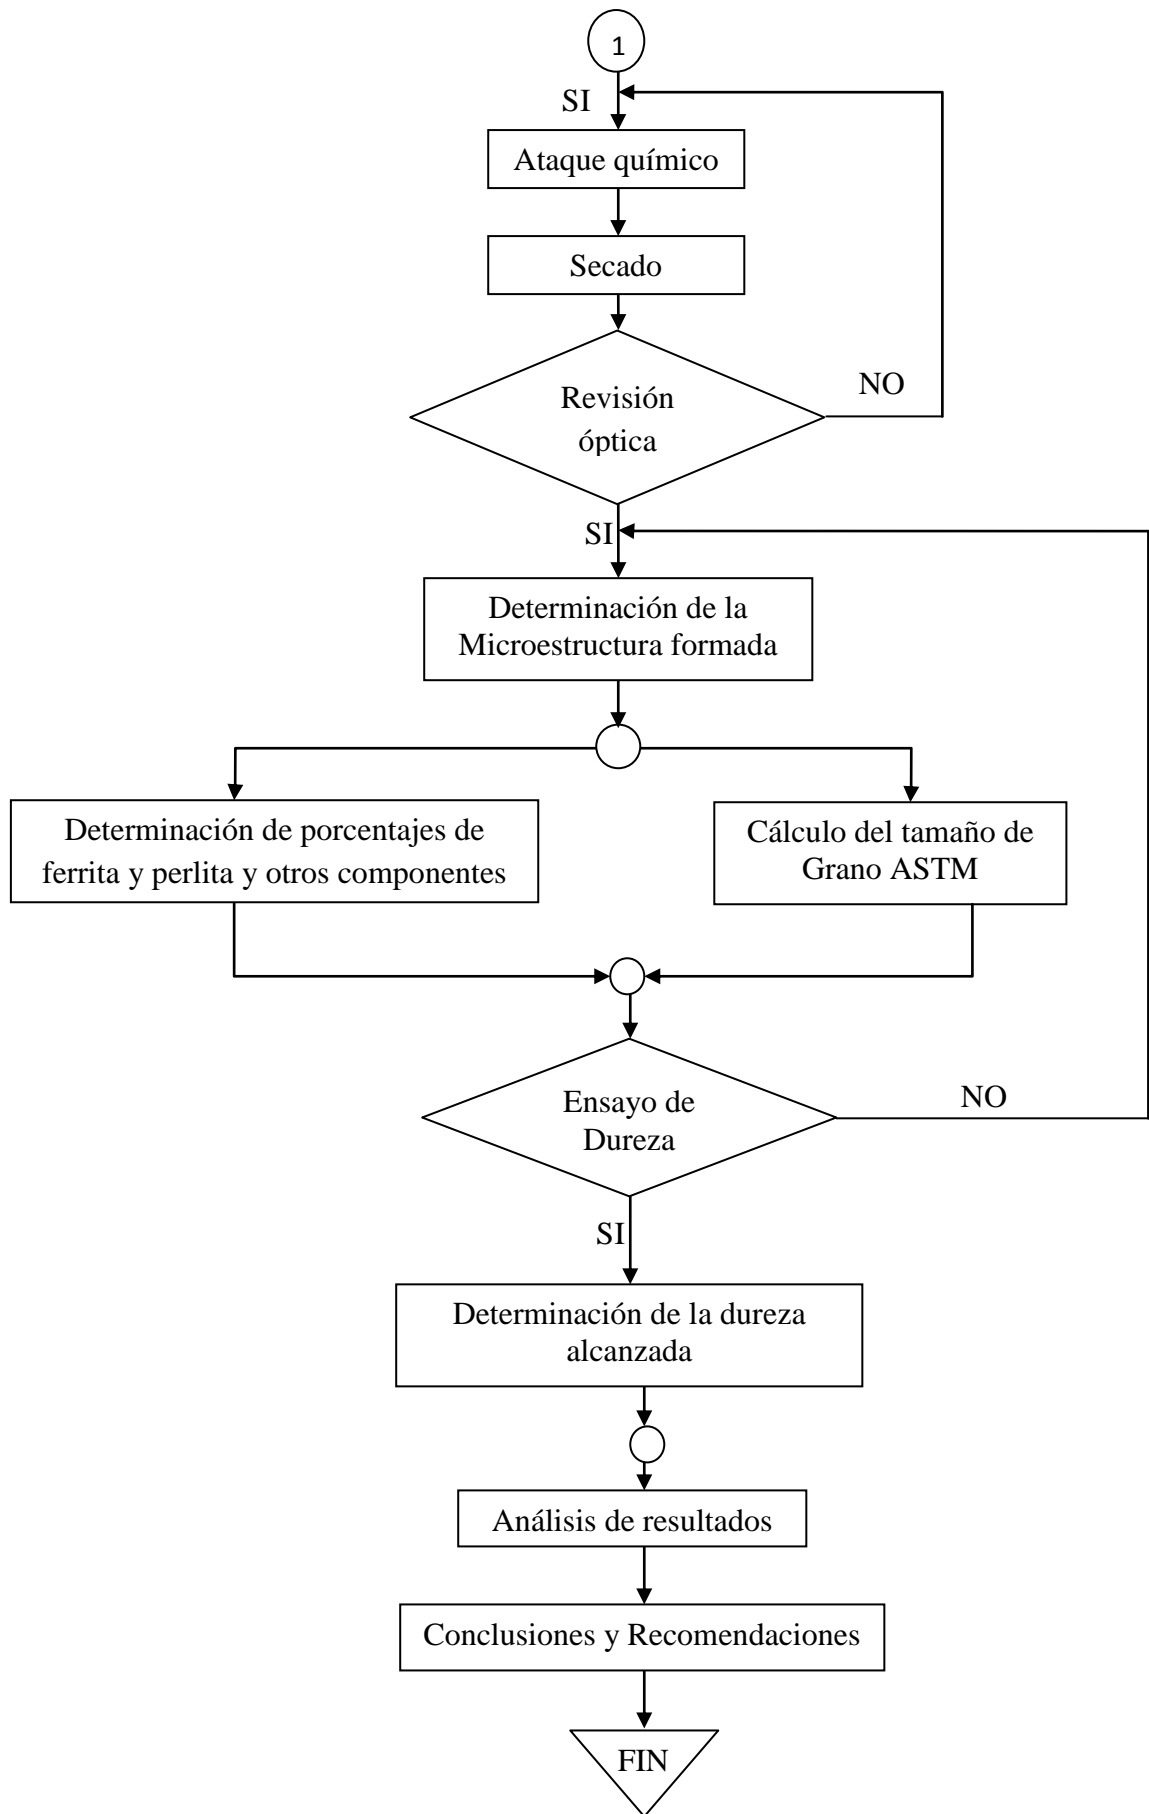 1
SI
Ataque químico
Secado
Revisión
óptica
NO
SI
Determinación de la
Microestructura formada
Determinación de porcentajes de
ferrita y perlita y otros componentes
Cálculo del tamaño de
Grano ASTM
Ensayo de
Dureza
NO
SI
Determinación de la dureza
alcanzada
Análisis de resultados
Conclusiones y Recomendaciones
FIN